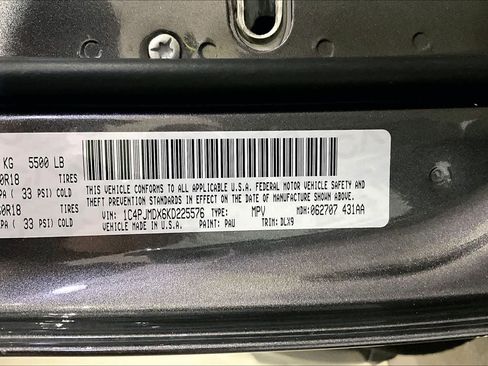 KG 5500 LB
0R18 TIRES
PA ( 33 PSI) COLD
0R18 TIRES
PA ( 33 PSI) COLD
THIS VEHICLE CONFORMS TO ALL APPLICABLE U.S.A. FEDERAL MOTOR VEHICLE SAFETY AND
THEFT PREVENTION STANDARDS IN EFFECT ON THE DATE OF MANUFACTURE SHOWN ABOVE.
VIN: 1C4PJMDX6KD225576 TYPE: MPV MDH: 062707 431AA
VEHICLE MADE IN U.S.A. PAINT: PAU TRIM: DLX9